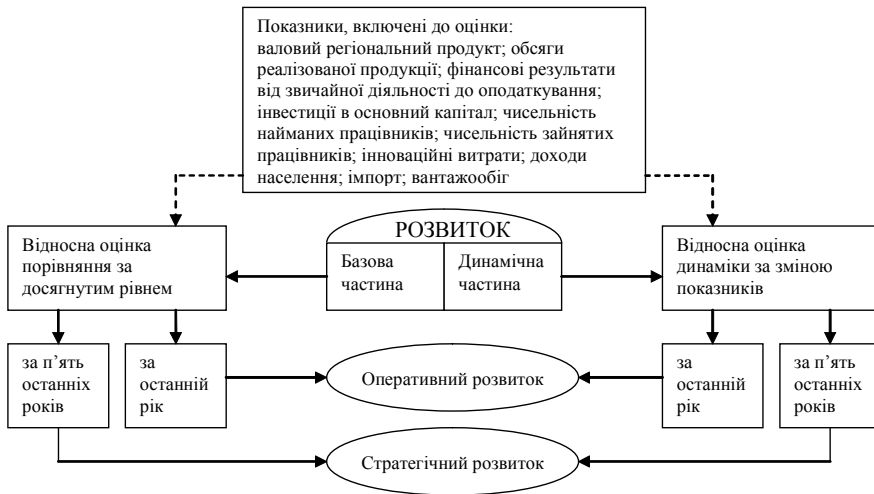 Показники, включені до оцінки:
валовий регіональний продукт; обсяги
реалізованої продукції; фінансові результати
від звичайної діяльності до оподаткування;
інвестиції в основний капітал; чисельність
найманих працівників; чисельність зайнятих
працівників; інноваційні витрати; доходи
населення; імпорт; вантажообіг
РОЗВИТОК
Відносна оцінка
порівняння за
досягнутим рівнем
Базова
частина
Динамічна
частина
Відносна оцінка
динаміки за зміною
показників
за п’ять
останніх
років
за
останній
рік
Оперативний розвиток
за
останній
рік
за п’ять
останніх
років
Стратегічний розвиток